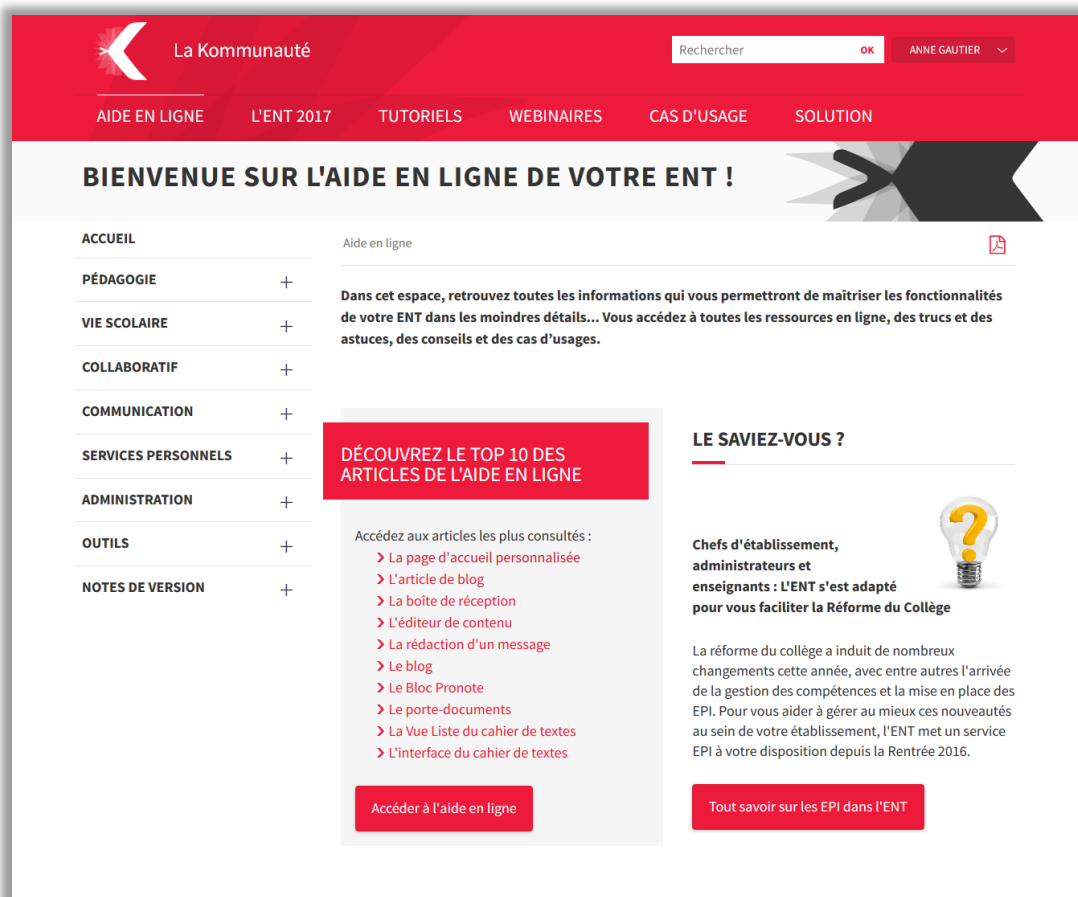 La Kommunauté
Rechercher
OK
ANNE GAUTIER
AIDE EN LIGNE
L'ENT 2017
TUTORIELS
WEBINAIRES
CAS D'USAGE
SOLUTION
BIENVENUE SUR L'AIDE EN LIGNE DE VOTRE ENT !
ACCUEIL
PÉDAGOGIE
VIE SCOLAIRE
COLLABORATIF
COMMUNICATION
SERVICES PERSONNELS
ADMINISTRATION
OUTILS
NOTES DE VERSION
Aide en ligne
Dans cet espace, retrouvez toutes les informations qui vous permettront de maîtriser les fonctionnalités
de votre ENT dans les moindres détails... Vous accédez à toutes les ressources en ligne, des trucs et des
astuces, des conseils et des cas d'usages.
DÉCOUVREZ LE TOP 10 DES
ARTICLES DE L'AIDE EN LIGNE
Accédez aux articles les plus consultés :
La page d'accueil personnalisée
L'article de blog
La boîte de réception
L'éditeur de contenu
La rédaction d'un message
Le blog
Le Bloc Pronote
Le porte-documents
La Vue Liste du cahier de textes
L'interface du cahier de textes
Accéder à l'aide en ligne
LE SAVIEZ-VOUS ?
Chefs d'établissement,
administrateurs et
enseignants : L'ENT s'est adapté
pour vous faciliter la Réforme du Collège
La réforme du collège a induit de nombreux
changements cette année, avec entre autres l'arrivée
de la gestion des compétences et la mise en place des
EPI. Pour vous aider à gérer au mieux ces nouveautés
au sein de votre établissement, l'ENT met un service
EPI à votre disposition depuis la Rentrée 2016.
Tout savoir sur les EPI dans l'ENT